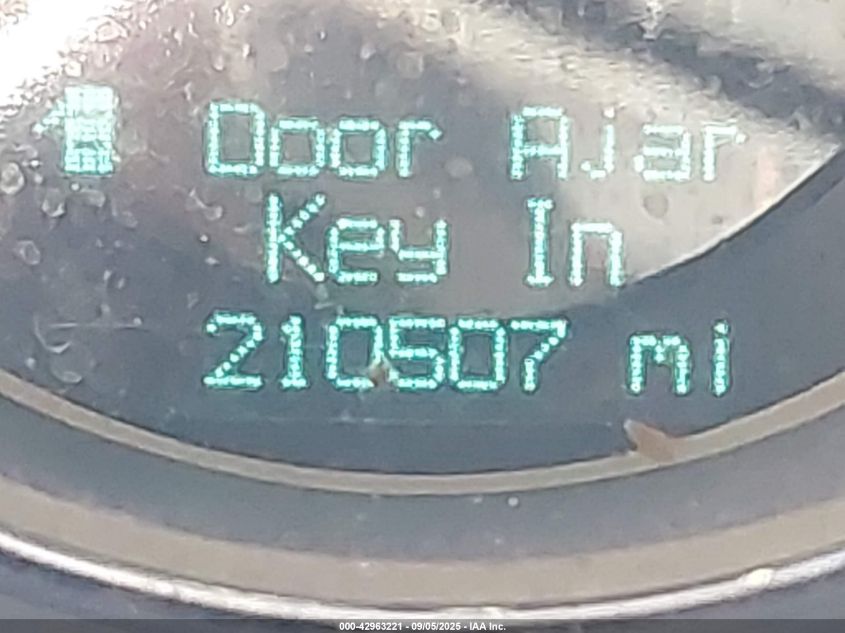 Door Ajar
Key In
210507 mi
000-42963221 - 09/05/2025 - IAA Inc.